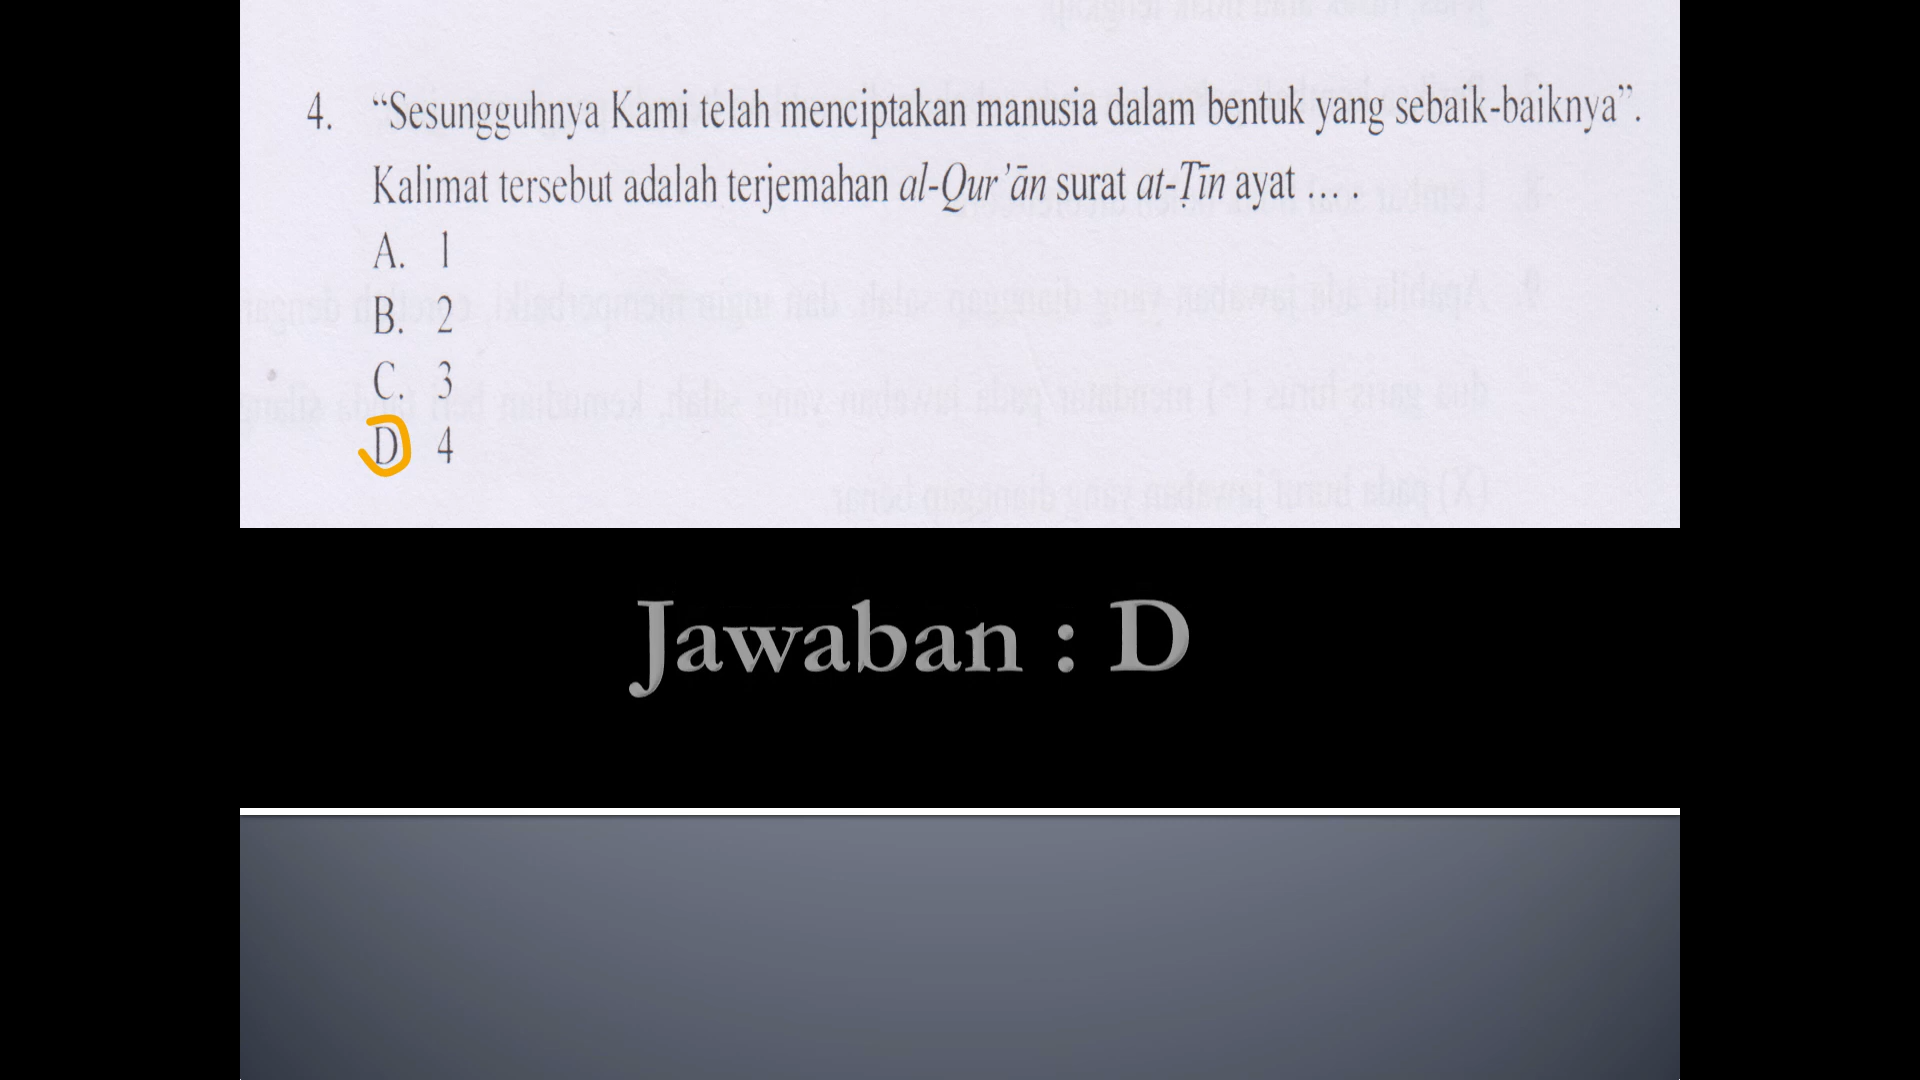 4. “Sesungguhnya Kami telah menciptakan manusia dalam bentuk yang sebaik-baiknya”.
Kalimat tersebut adalah terjemahan al-Qur’ān surat at-Ṭīn ayat ... .
A. 1
B. 2
C. 3
D 4
Jawaban : D